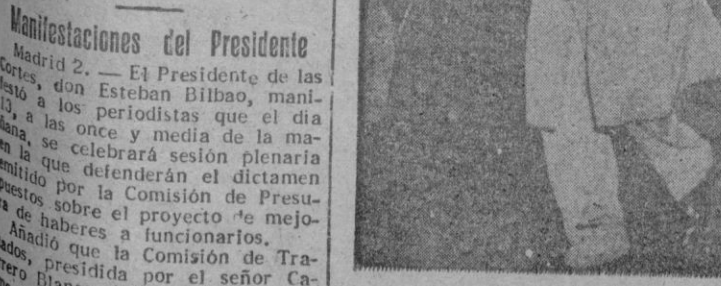 Manifestaciones del Presidente
Madrid 2. — El Presidente de las
Cortes, don Esteban Bilbao, mani-
festó a los periodistas que el dia
13, a las once y media de la ma-
ñana, se celebrará sesión plenaria
en la que defenderán el dictamen
emitido por la Comisión de Presu-
puestos sobre el proyecto de mejo-
ra de haberes a funcionarios.
Añadió que la Comisión de Tra-
tados, presidida por el señor Ca-
rrero Blan